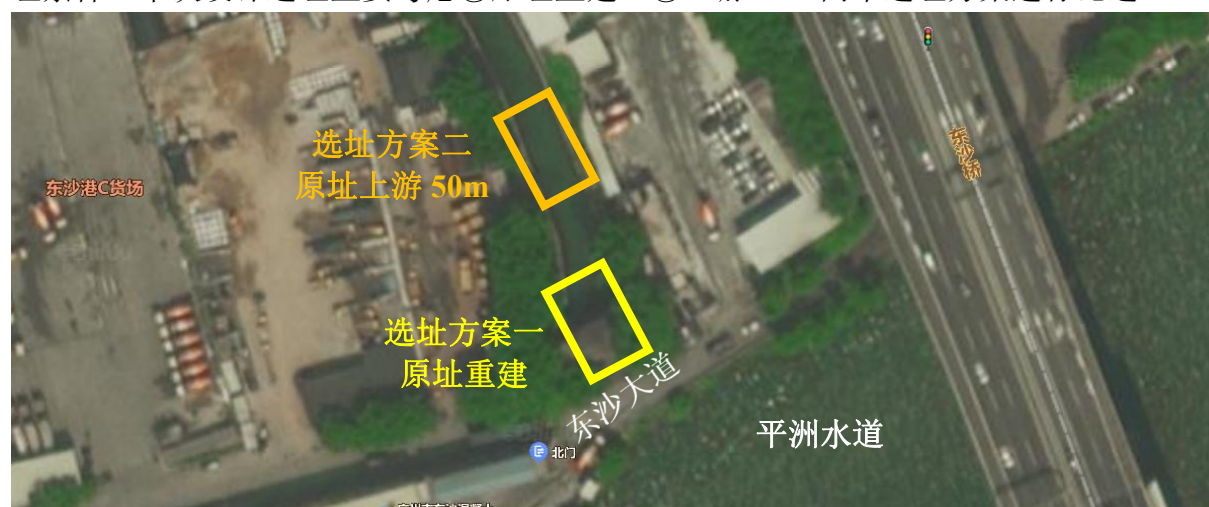 选址方案二
原址上游 50m
东沙港C货场
东沙桥
选址方案一
原址重建
东沙大道
平洲水道
北门